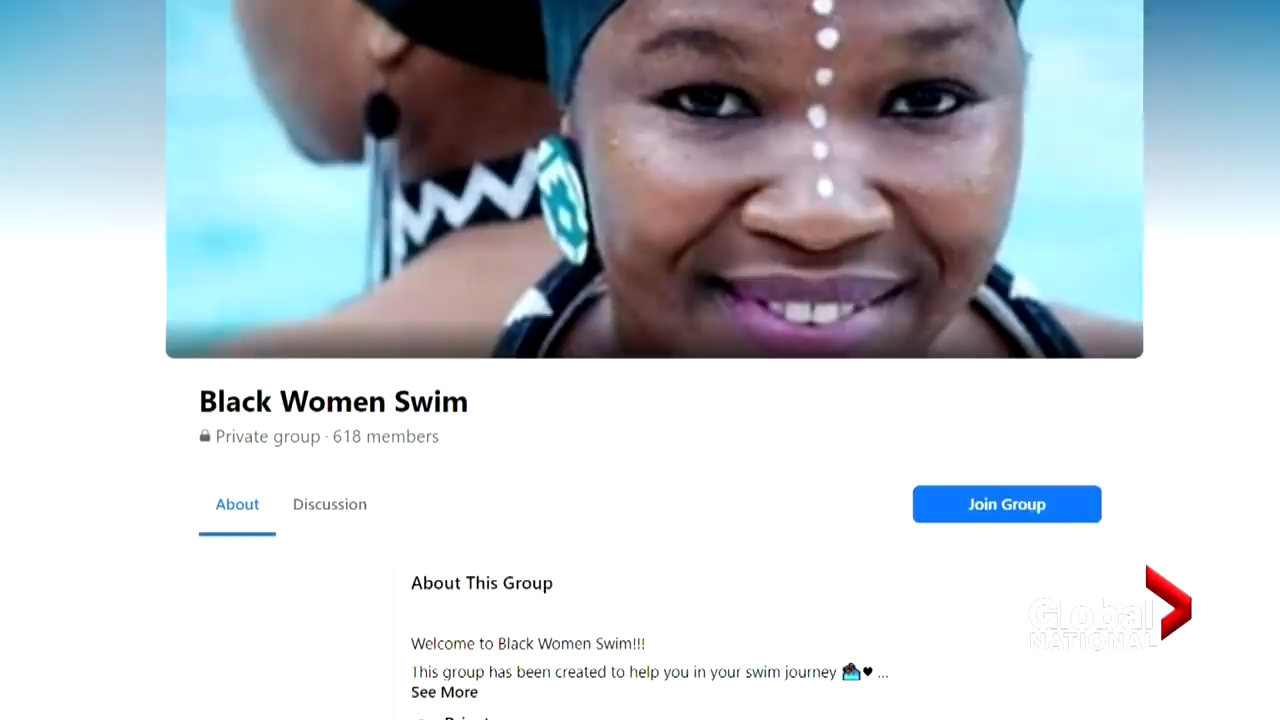 Black Women Swim
Private group · 618 members
About
Discussion
Join Group
About This Group
Global
NATIONAL
Welcome to Black Women Swim!!!
This group has been created to help you in your swim journey 🏊🏿‍♀️♥ ...
See More